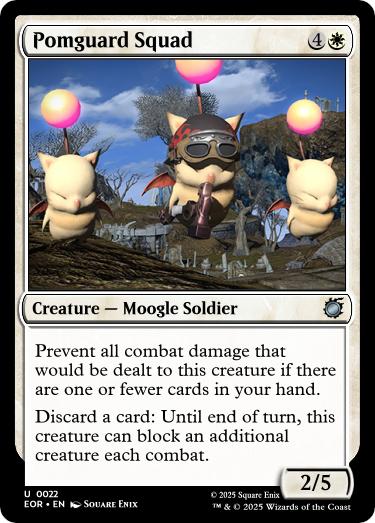 Pomguard Squad 4
Creature — Moogle Soldier
Prevent all combat damage that
would be dealt to this creature if there
are one or fewer cards in your hand.
Discard a card: Until end of turn, this
creature can block an additional
creature each combat.
2/5
U 0022
EOR • EN SQUARE ENIX
© 2025 Square Enix
™ & © 2025 Wizards of the Coast